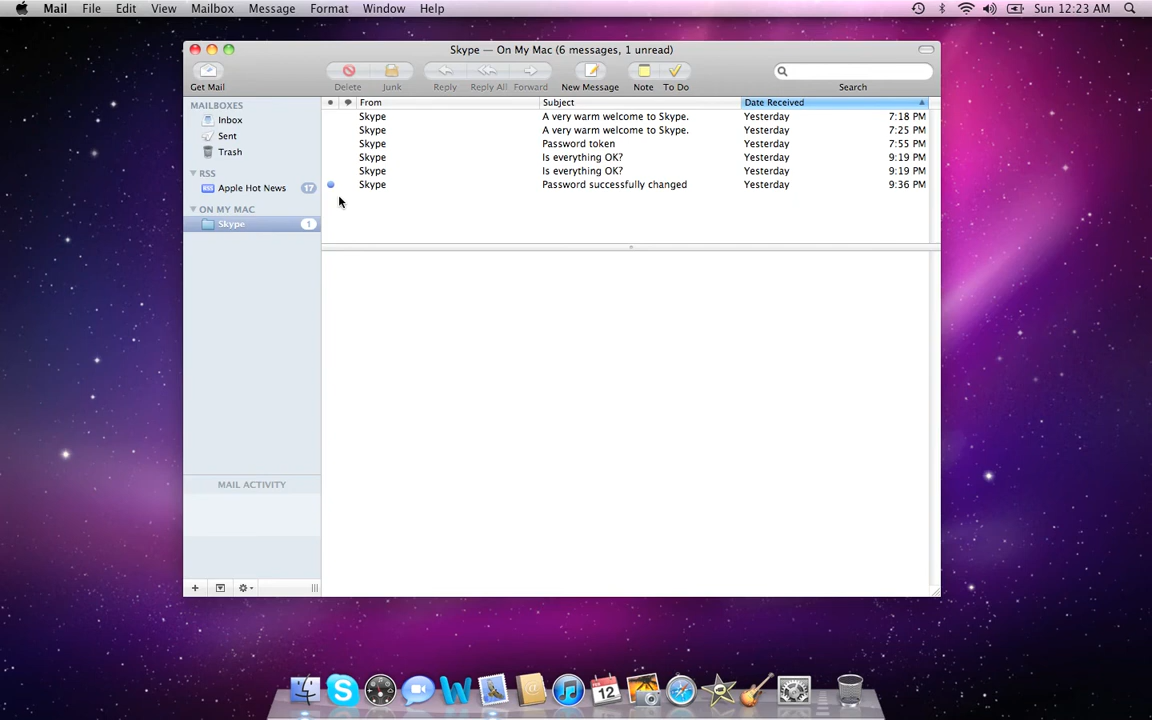 Mail File Edit View Mailbox Message Format Window Help Sun 12:23 AM
Skype — On My Mac (6 messages, 1 unread)
Get Mail Delete Junk Reply Reply All Forward New Message Note To Do Search
MAILBOXES
Inbox
Sent
Trash
RSS
Apple Hot News 17
ON MY MAC
Skype 1
From Subject Date Received
Skype A very warm welcome to Skype. Yesterday 7:18 PM
Skype A very warm welcome to Skype. Yesterday 7:25 PM
Skype Password token Yesterday 7:55 PM
Skype Is everything OK? Yesterday 9:19 PM
Skype Is everything OK? Yesterday 9:19 PM
Skype Password successfully changed Yesterday 9:36 PM
MAIL ACTIVITY
12